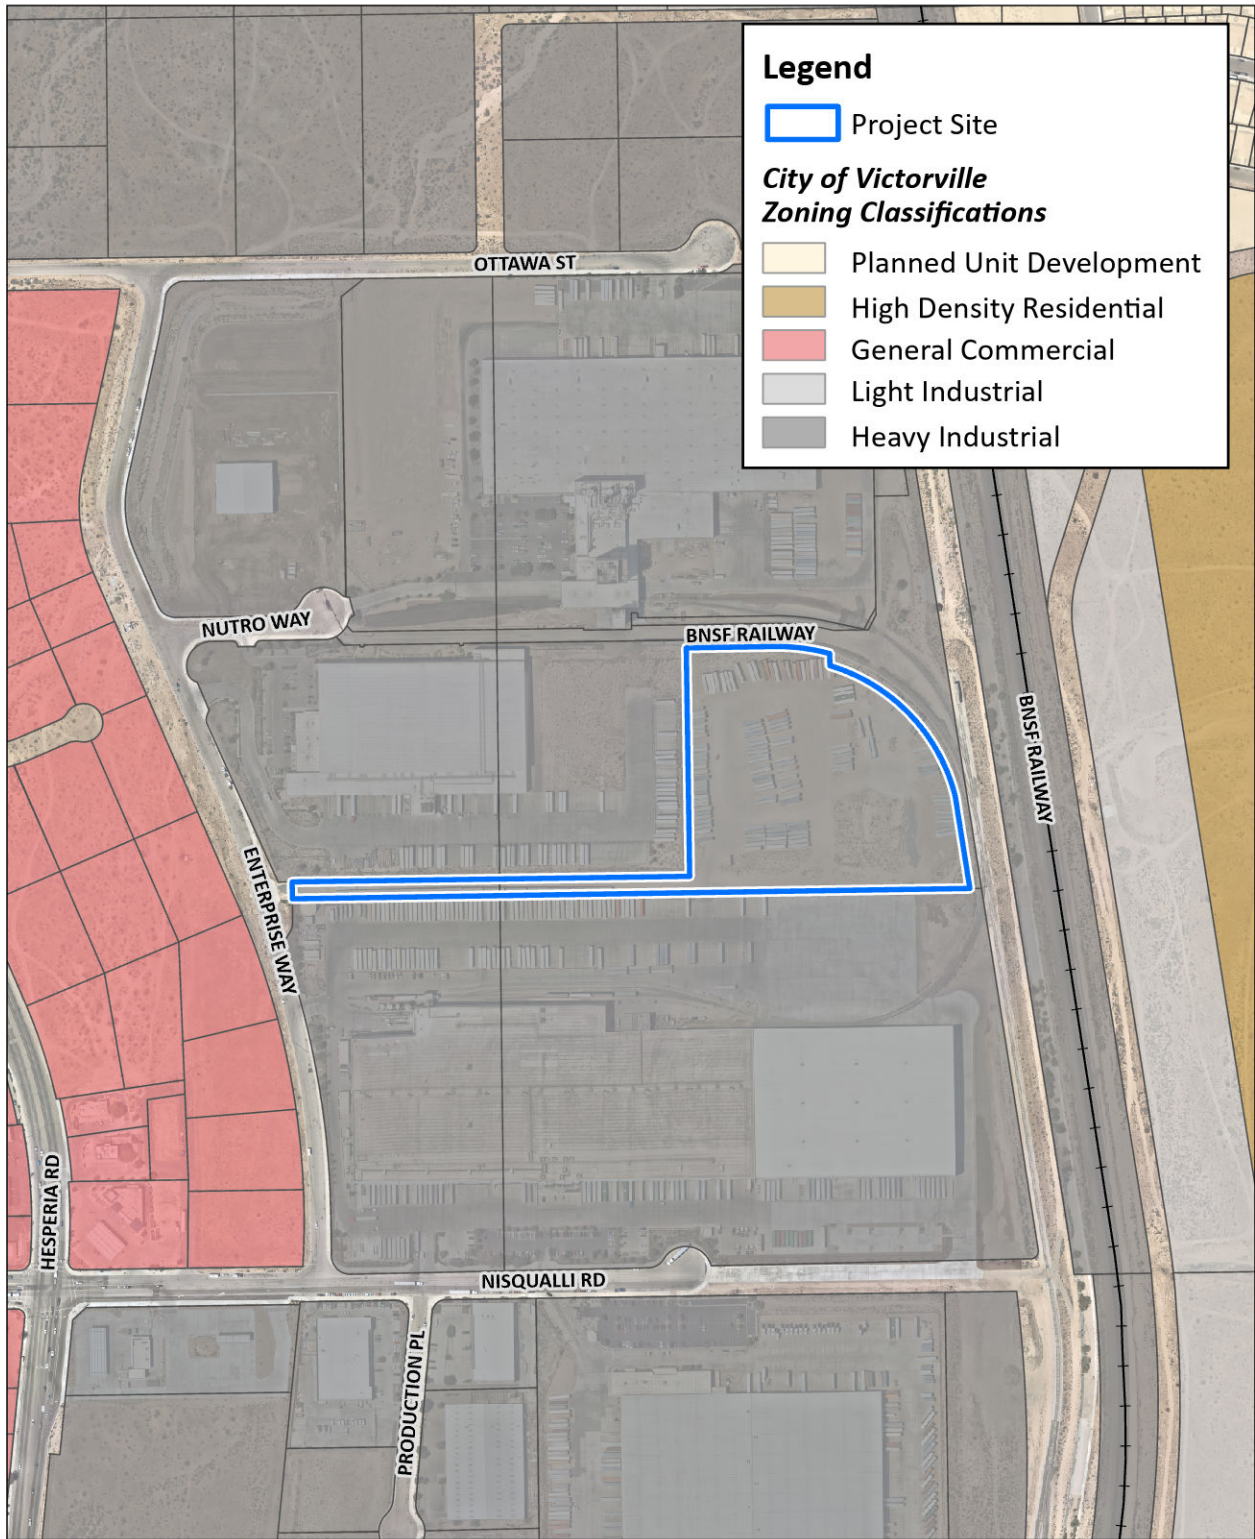 Legend
Project Site
City of Victorville
Zoning Classifications
Planned Unit Development
High Density Residential
General Commercial
Light Industrial
Heavy Industrial
OTTAWA ST
NUTRO WAY
BNSF RAILWAY
BNSF RAILWAY
ENTERPRISE WAY
HESPERIA RD
NISQUALLI RD
PRODUCTION PL